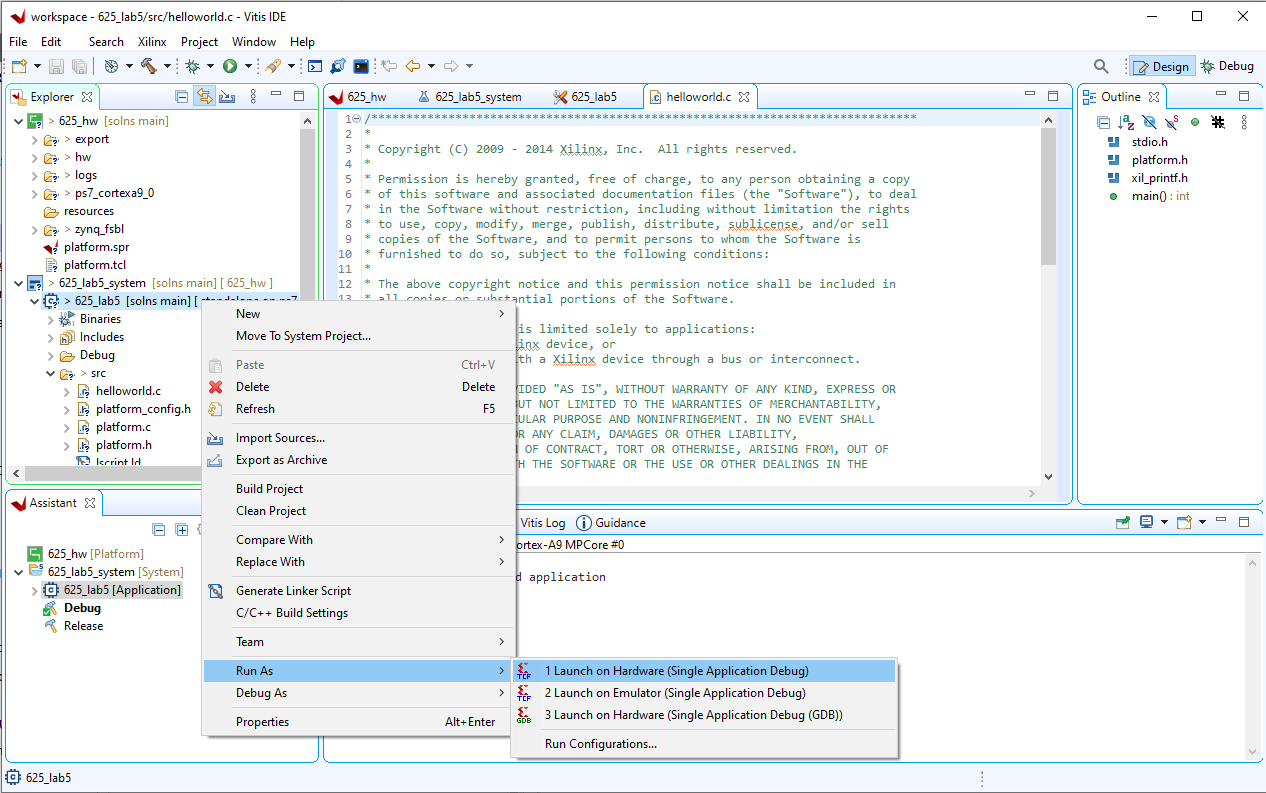 workspace - 625_lab5/src/helloworld.c - Vitis IDE
File Edit Search Xilinx Project Window Help
Design Debug
Explorer
> 625_hw [solns main]
> export
> hw
> logs
> ps7_cortexa9_0
resources
> zynq_fsbl
platform.spr
platform.tcl
> 625_lab5_system [solns main] [ 625_hw ]
> 625_lab5 [solns main] [ standalone on ps7
Binaries
Includes
Debug
> src
helloworld.c
platform_config.h
platform.c
platform.h
lscript.ld
Assistant
625_hw [Platform]
625_lab5_system [System]
625_lab5 [Application]
Debug
Release
625_hw 625_lab5_system 625_lab5 helloworld.c
1 /******************************************************************************
2 *
3 * Copyright (C) 2009 - 2014 Xilinx, Inc. All rights reserved.
4 *
5 * Permission is hereby granted, free of charge, to any person obtaining a copy
6 * of this software and associated documentation files (the "Software"), to deal
7 * in the Software without restriction, including without limitation the rights
8 * to use, copy, modify, merge, publish, distribute, sublicense, and/or sell
9 * copies of the Software, and to permit persons to whom the Software is
10 * furnished to do so, subject to the following conditions:
11 *
12 * The above copyright notice and this permission notice shall be included in
13 * all copies or substantial portions of the Software.
is limited solely to applications:
inx device, or
th a Xilinx device through a bus or interconnect.
VIDED "AS IS", WITHOUT WARRANTY OF ANY KIND, EXPRESS OR
BUT NOT LIMITED TO THE WARRANTIES OF MERCHANTABILITY,
CULAR PURPOSE AND NONINFRINGEMENT. IN NO EVENT SHALL
OR ANY CLAIM, DAMAGES OR OTHER LIABILITY,
N OF CONTRACT, TORT OR OTHERWISE, ARISING FROM, OUT OF
TH THE SOFTWARE OR THE USE OR OTHER DEALINGS IN THE
Outline
stdio.h
platform.h
xil_printf.h
main() : int
Vitis Log Guidance
ortex-A9 MPCore #0
d application
New
Move To System Project...
Paste Ctrl+V
Delete Delete
Refresh F5
Import Sources...
Export as Archive
Build Project
Clean Project
Compare With
Replace With
Generate Linker Script
C/C++ Build Settings
Team
Run As
Debug As
Properties Alt+Enter
TCF 1 Launch on Hardware (Single Application Debug)
TCF 2 Launch on Emulator (Single Application Debug)
GDB 3 Launch on Hardware (Single Application Debug (GDB))
Run Configurations...
625_lab5